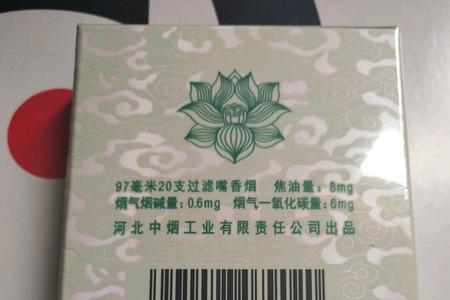 97毫米20支过滤嘴香烟 焦油量：8mg
烟气烟碱量：0.6mg 烟气一氧化碳量：6mg
河北中烟工业有限责任公司出品